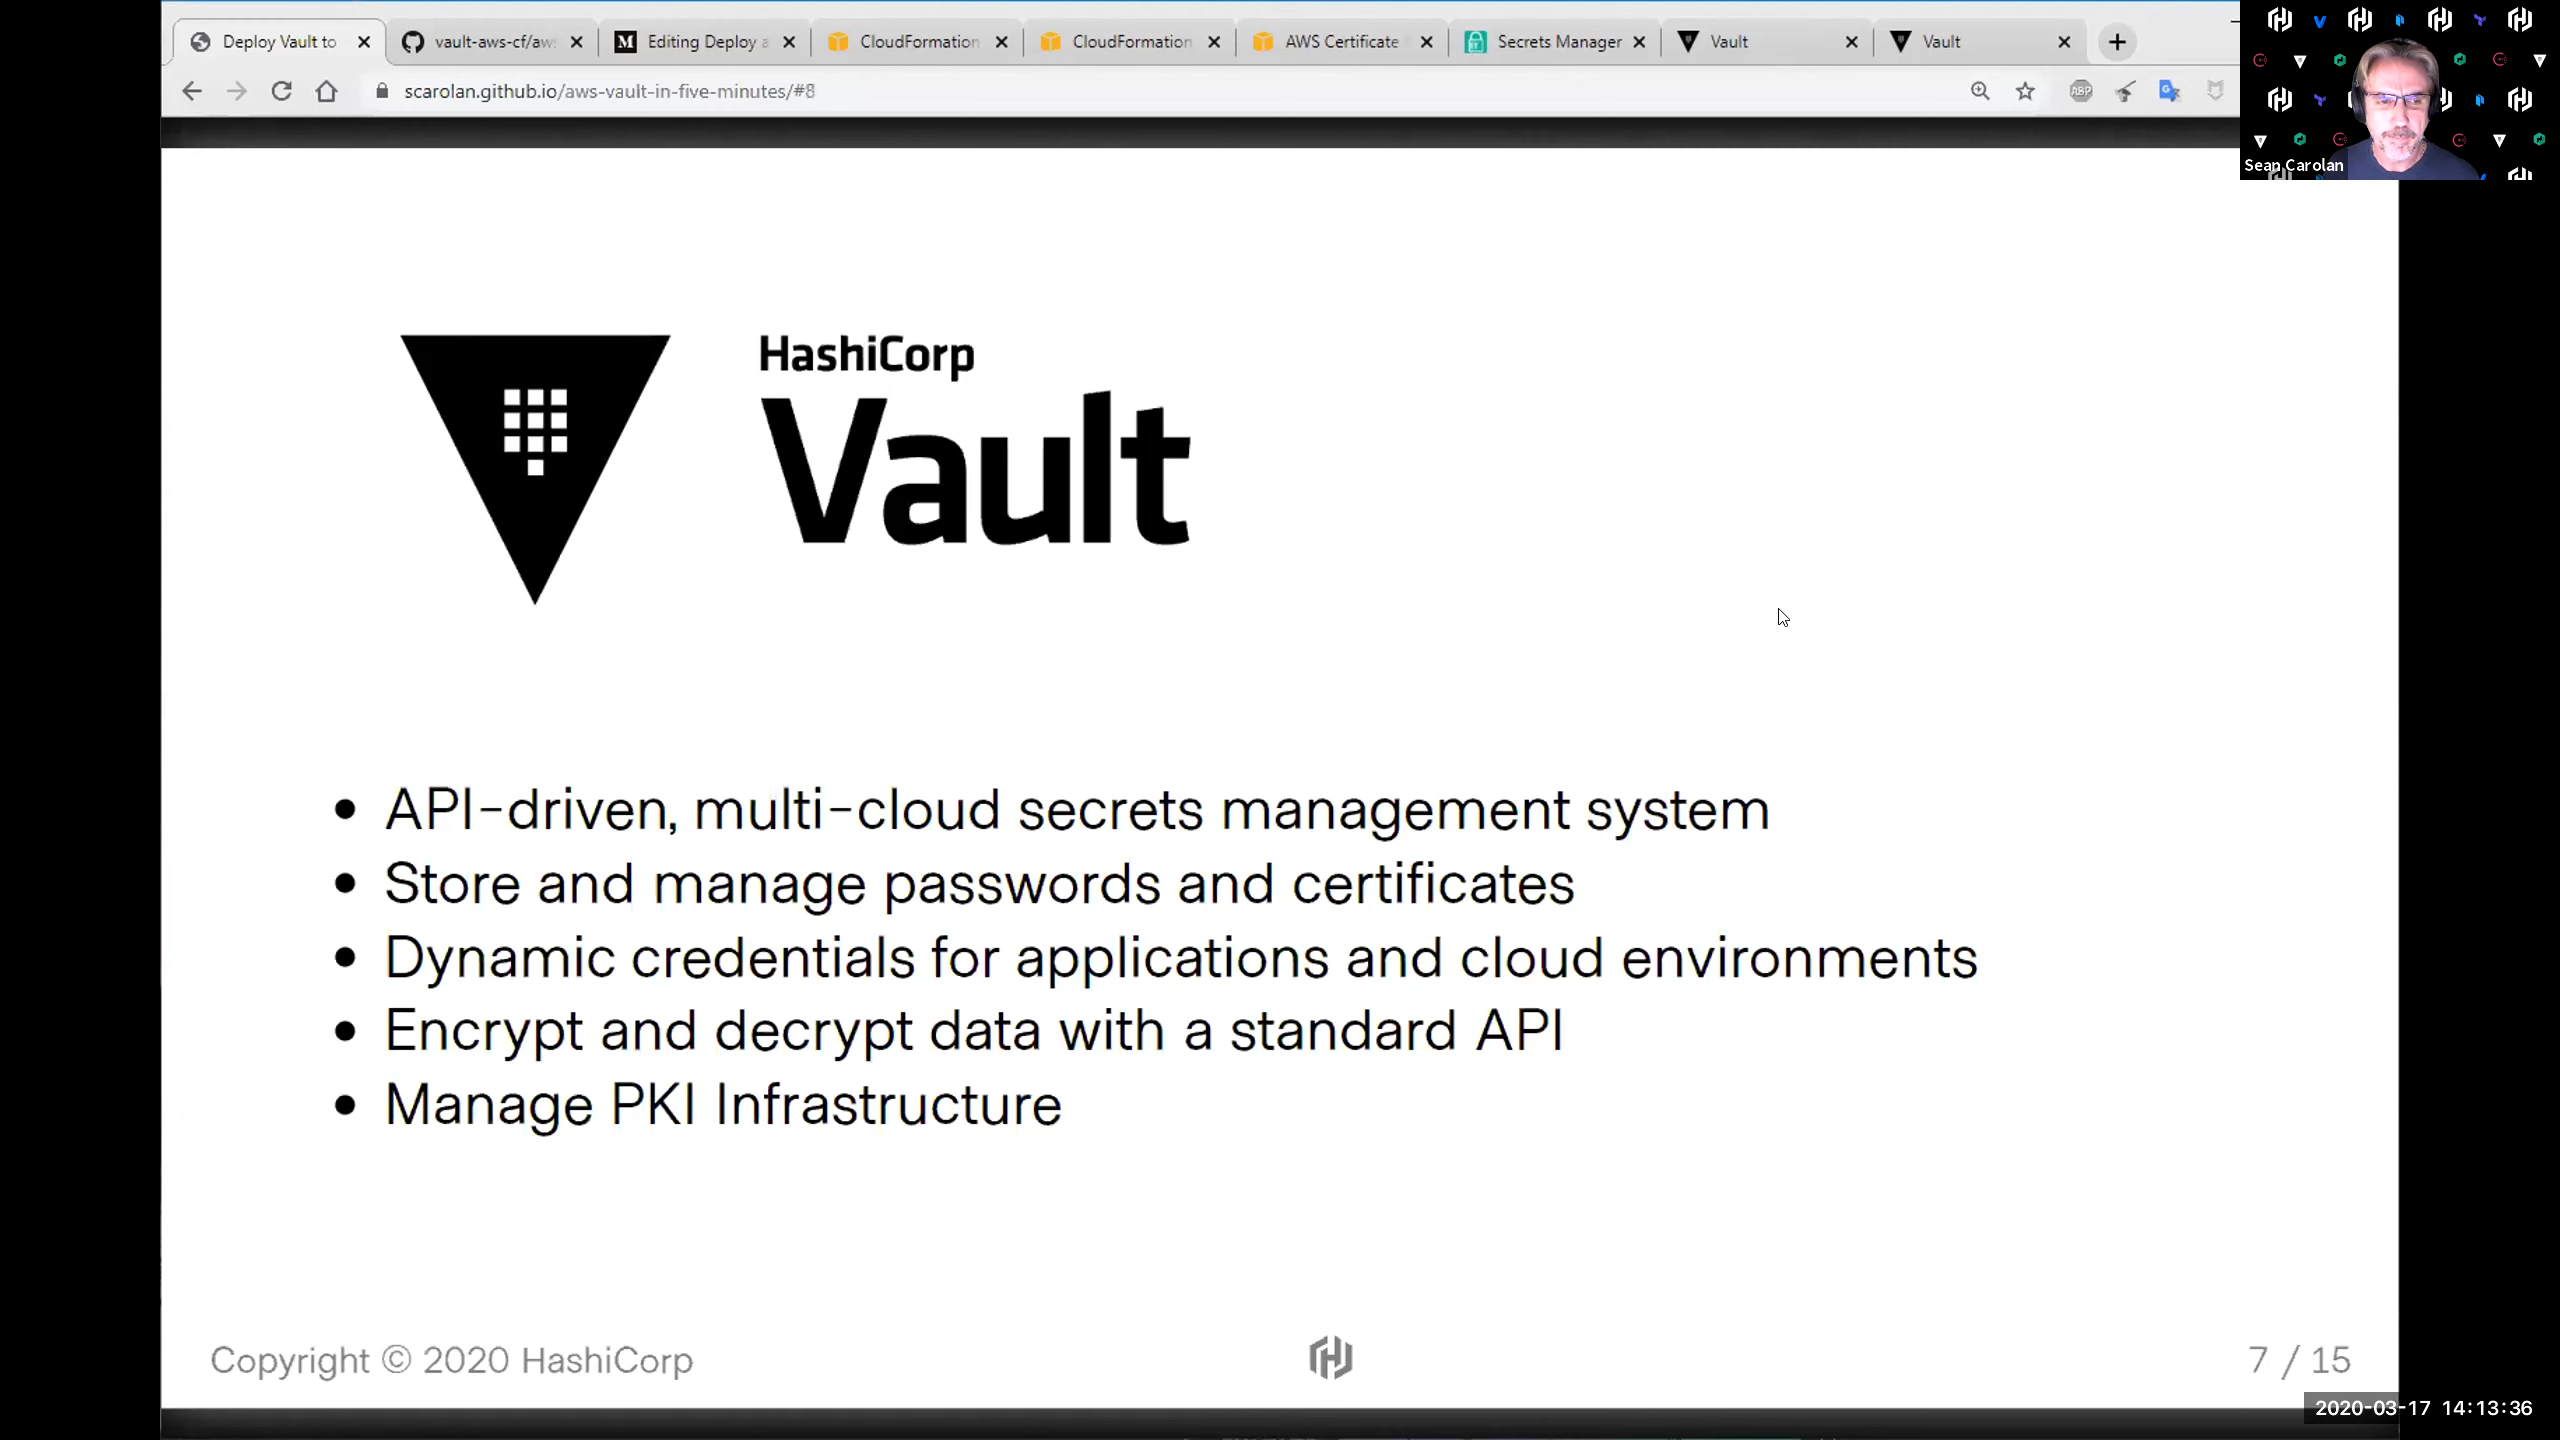 Deploy Vault to
vault-aws-cf/aw
Editing Deploy a
CloudFormation
CloudFormation
AWS Certificate
Secrets Manager
Vault
Vault
scarolan.github.io/aws-vault-in-five-minutes/#8
ABP
Sean Carolan
HashiCorp
Vault
API-driven, multi-cloud secrets management system
Store and manage passwords and certificates
Dynamic credentials for applications and cloud environments
Encrypt and decrypt data with a standard API
Manage PKI Infrastructure
Copyright © 2020 HashiCorp
7 / 15
2020-03-17 14:13:36